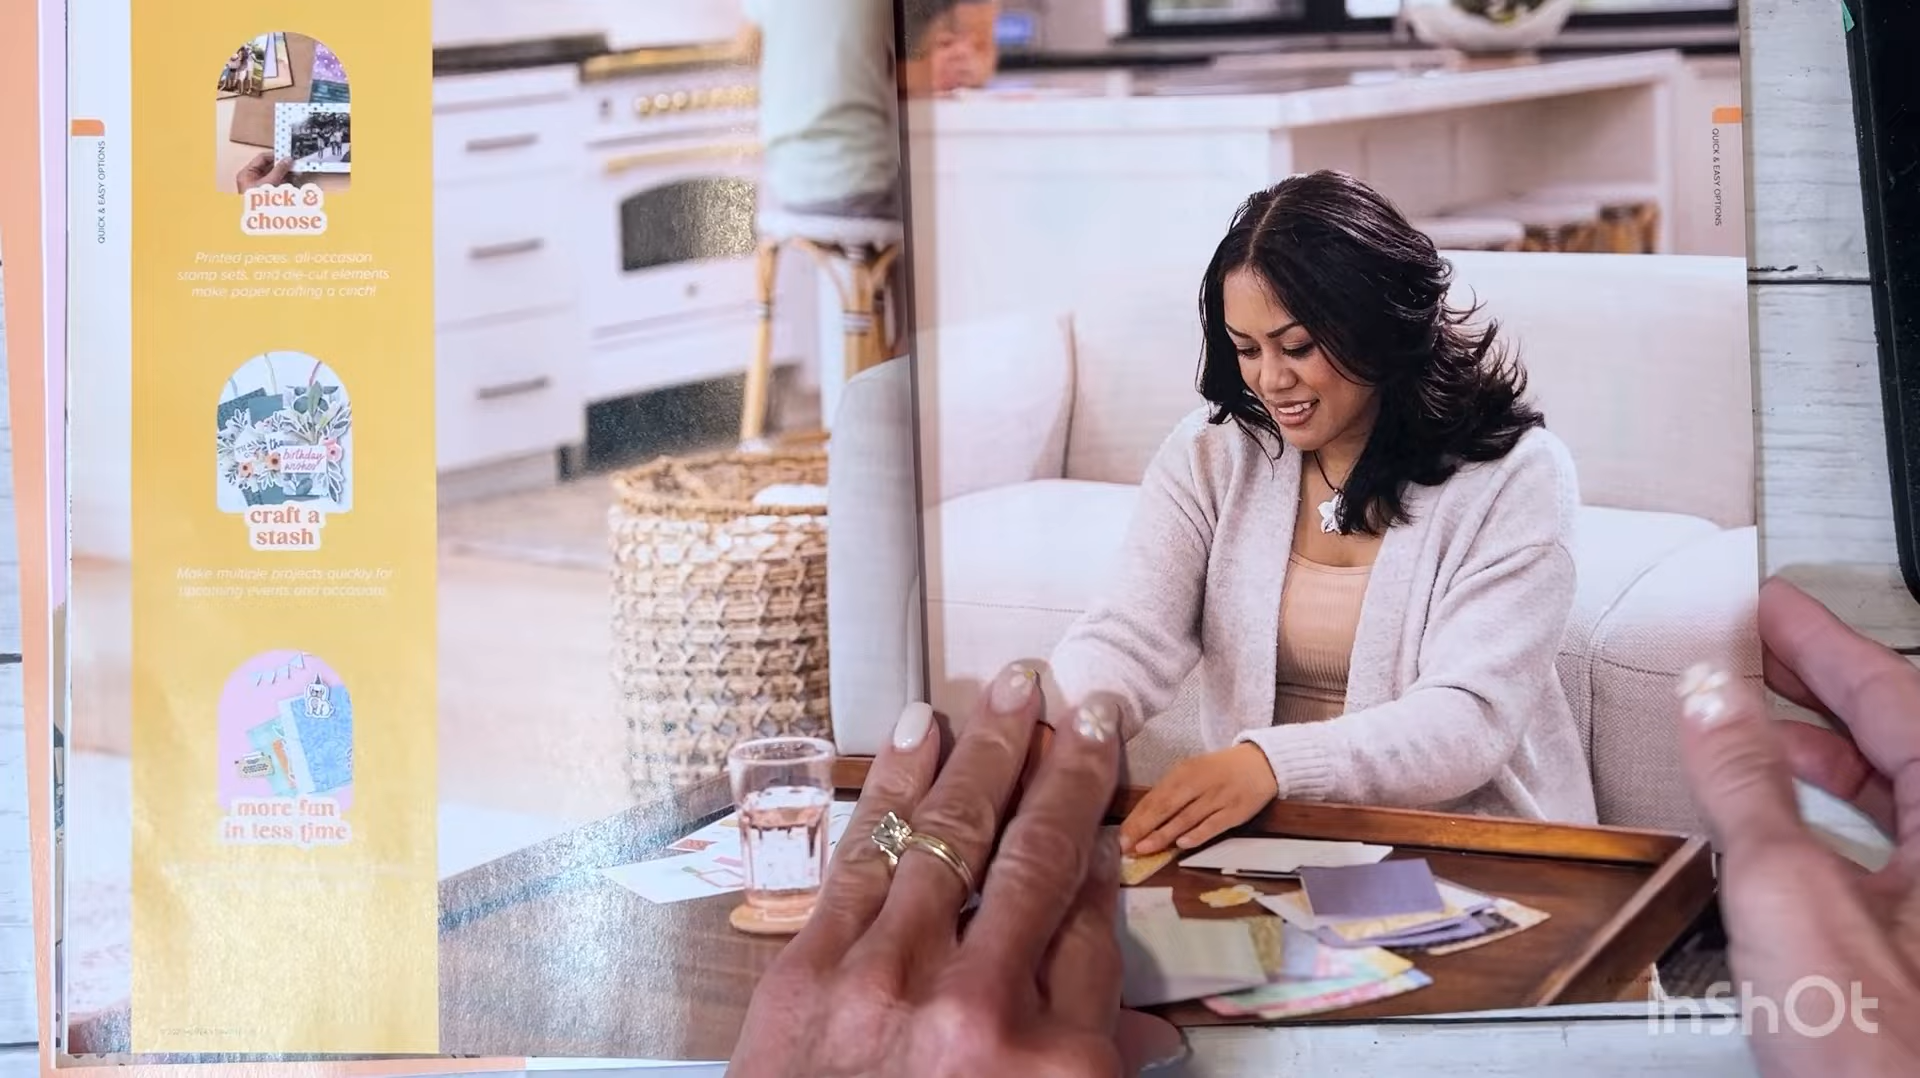 QUICK & EASY OPTIONS
pick &
choose
Printed pieces, all-occasion
stamp sets, and die-cut elements
make paper crafting a cinch!
the
birthday
wishes
craft a
stash
Make multiple projects quickly for
upcoming events and occasions.
more fun
in less time
QUICK & EASY OPTIONS
InShOt